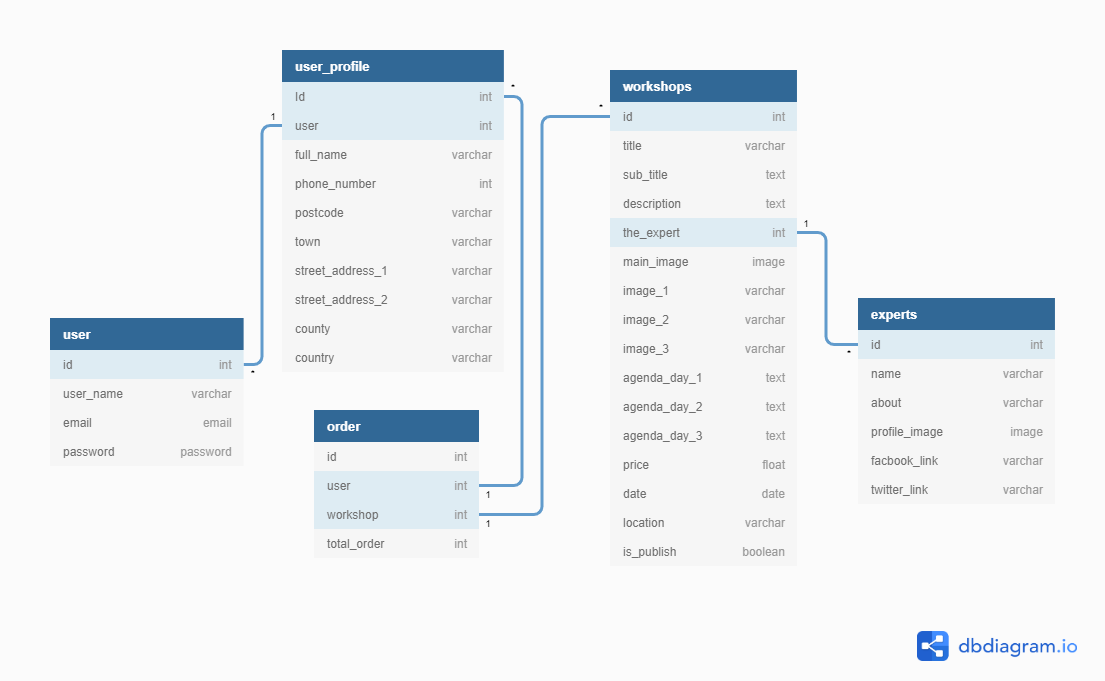 user_profile
Id int
user int
full_name varchar
phone_number int
postcode varchar
town varchar
street_address_1 varchar
street_address_2 varchar
county varchar
country varchar
*
1
user
id int
user_name varchar
email email
password password
*
order
id int
user int
workshop int
total_order int
1
1
workshops
id int
title varchar
sub_title text
description text
the_expert int
main_image image
image_1 varchar
image_2 varchar
image_3 varchar
agenda_day_1 text
agenda_day_2 text
agenda_day_3 text
price float
date date
location varchar
is_publish boolean
*
1
experts
id int
name varchar
about varchar
profile_image image
facbook_link varchar
twitter_link varchar
*
dbdiagram.io